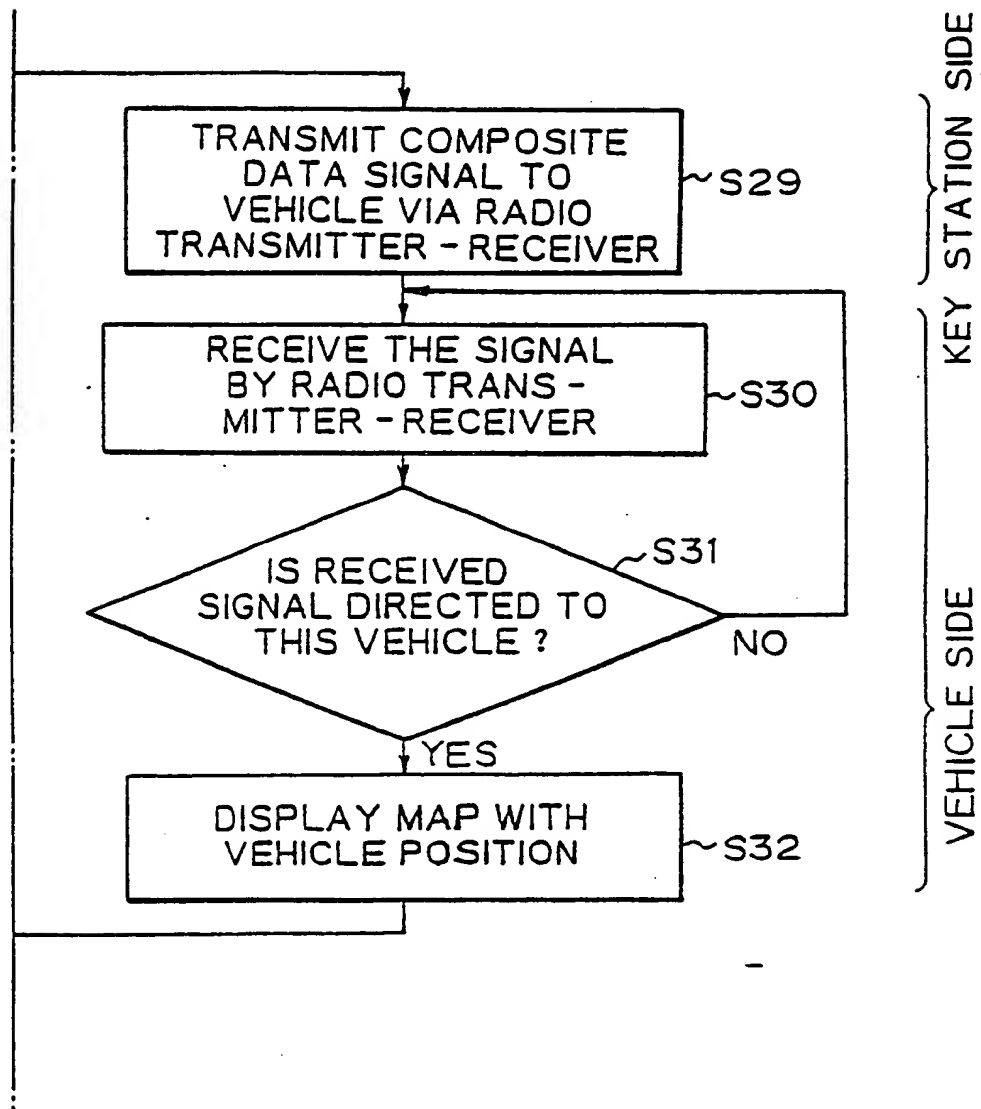 TRANSMIT COMPOSITE
DATA SIGNAL TO
VEHICLE VIA RADIO
TRANSMITTER - RECEIVER
S29
KEY STATION SIDE
RECEIVE THE SIGNAL
BY RADIO TRANS -
MITTER - RECEIVER
S30
IS RECEIVED
SIGNAL DIRECTED TO
THIS VEHICLE ?
S31
NO
YES
VEHICLE SIDE
DISPLAY MAP WITH
VEHICLE POSITION
S32